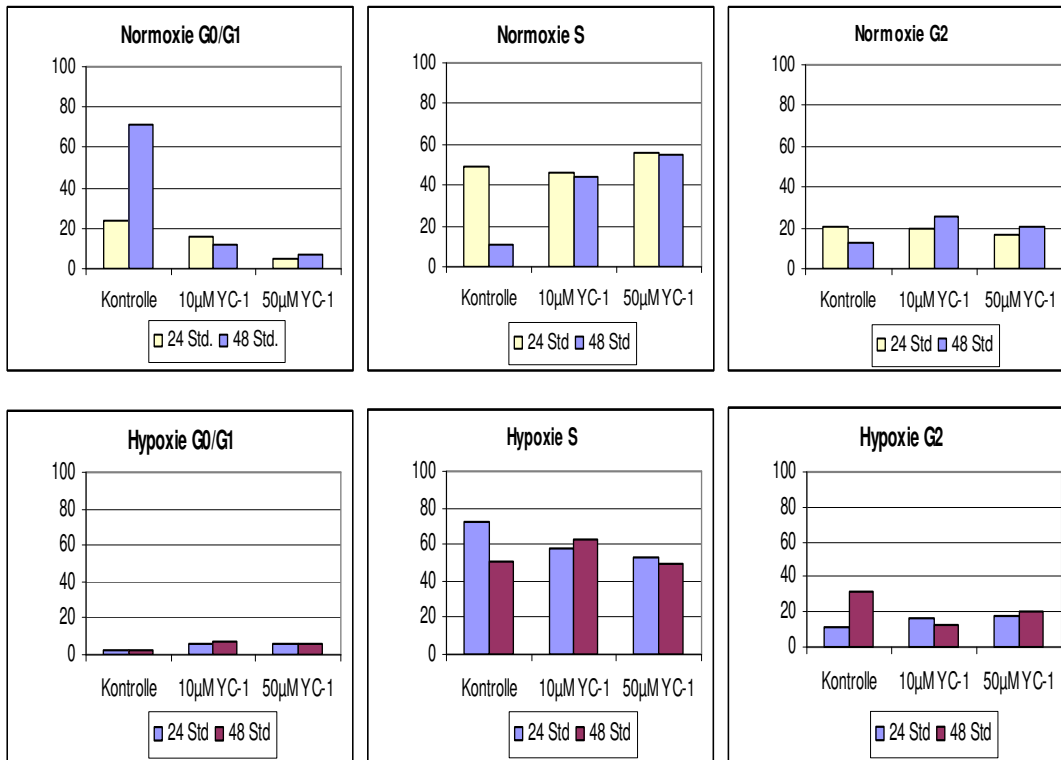 Normoxie G0/G1
100
80
60
40
20
0
Kontrolle 10µM YC-1 50µM YC-1
24 Std. 48 Std.
Normoxie S
100
80
60
40
20
0
Kontrolle 10µM YC-1 50µM YC-1
24 Std 48 Std
Normoxie G2
100
80
60
40
20
0
Kontrolle 10µM YC-1 50µM YC-1
24 Std 48 Std
Hypoxie G0/G1
100
80
60
40
20
0
Kontrolle 10µM YC-1 50µM YC-1
24 Std 48 Std
Hypoxie S
100
80
60
40
20
0
Kontrolle 10µM YC-1 50µM YC-1
24 Std 48 Std
Hypoxie G2
100
80
60
40
20
0
Kontrolle 10µM YC-1 50µM YC-1
24 Std 48 Std